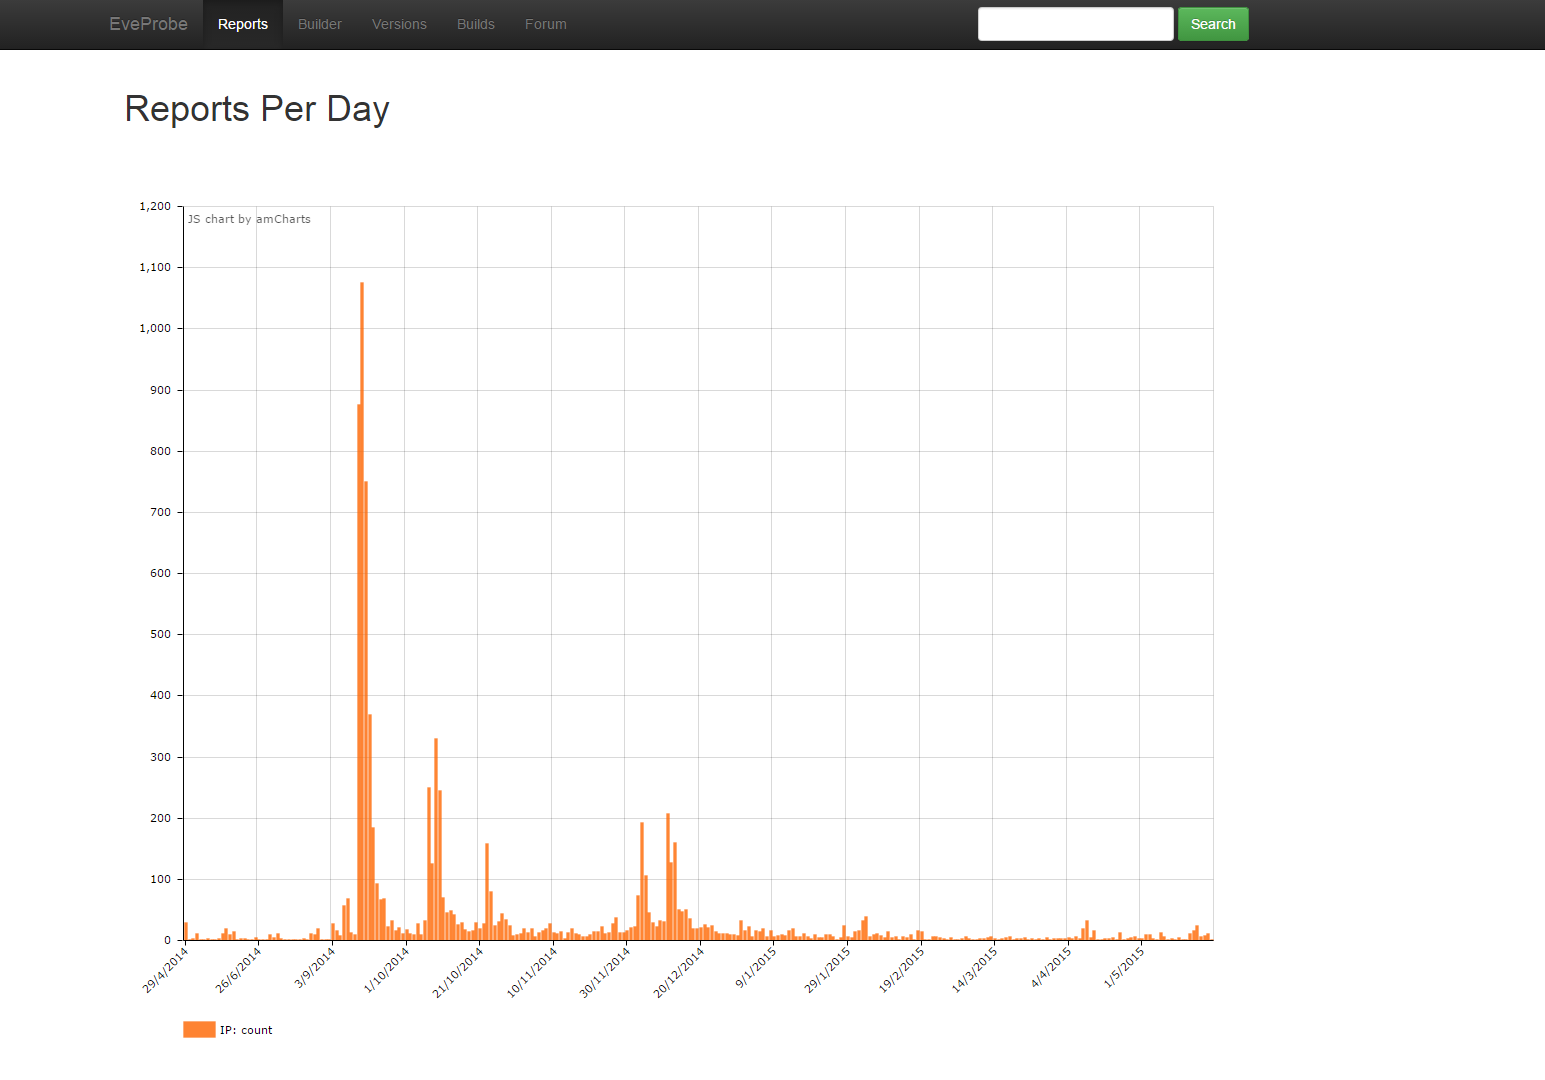 EveProbe Reports Builder Versions Builds Forum Search
Reports Per Day
1,200
JS chart by amCharts
1,100
1,000
900
800
700
600
500
400
300
200
100
0
29/4/2014 26/6/2014 3/9/2014 1/10/2014 21/10/2014 10/11/2014 30/11/2014 20/12/2014 9/1/2015 29/1/2015 19/2/2015 14/3/2015 4/4/2015 1/5/2015
IP: count